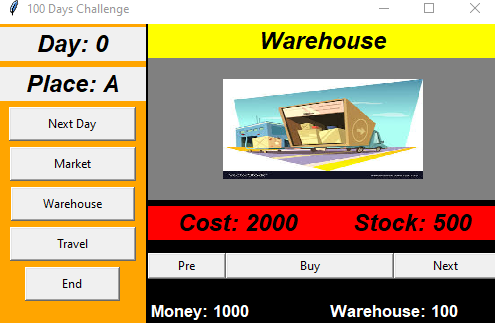 100 Days Challenge
Day: 0
Place: A
Next Day
Market
Warehouse
Travel
End
Warehouse
Cost: 2000 Stock: 500
Pre Buy Next
Money: 1000 Warehouse: 100